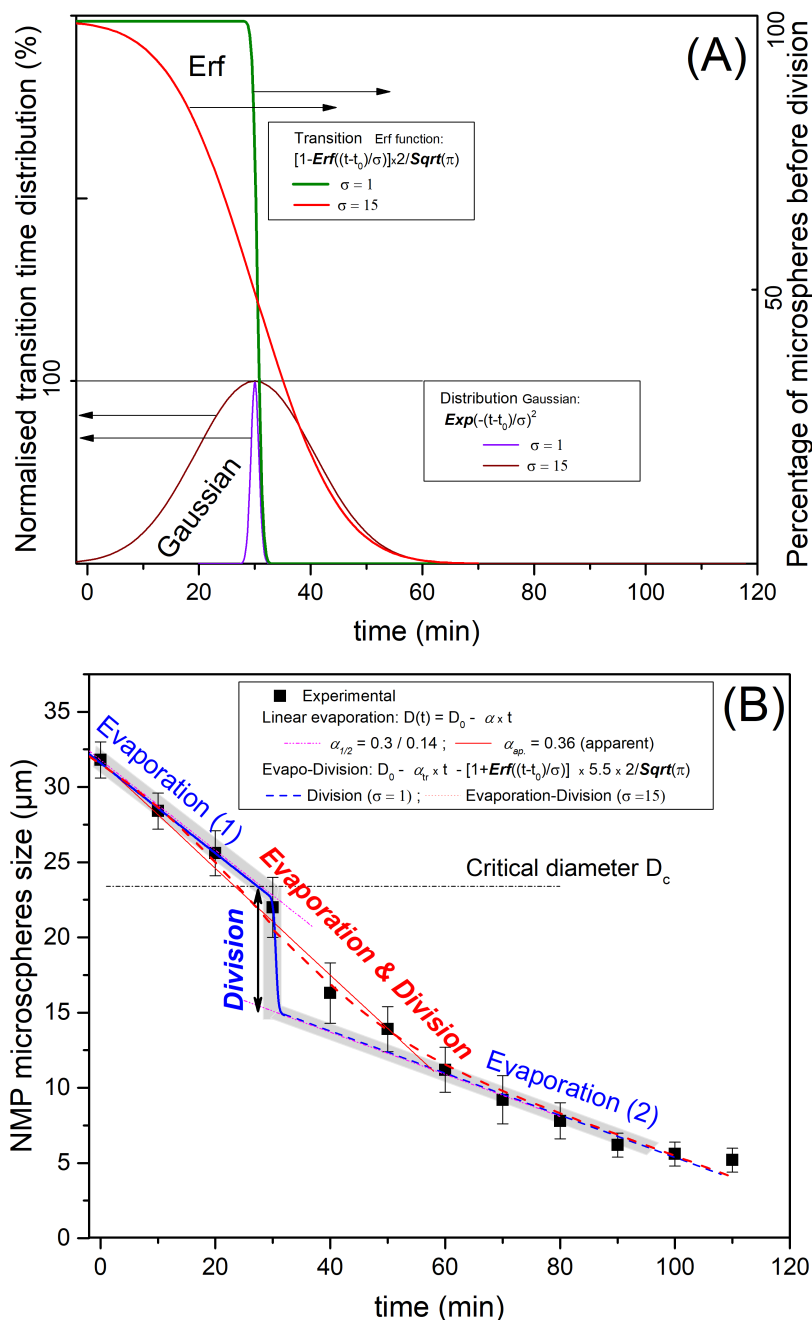 (A)
Normalised transition time distribution (%)
100
Erf
Transition Erf function:
[1-Erf((t-t₀)/σ)]x2/Sqrt(π)
σ = 1
σ = 15
Distribution Gaussian:
Exp(-(t-t₀)/σ)²
σ = 1
σ = 15
Gaussian
100
50
Percentage of microspheres before division
0 20 40 60 80 100 120
time (min)
(B)
NMP microscpheres size (µm)
35
30
25
20
15
10
5
0
Experimental
Linear evaporation: D(t) = D₀ - α x t
α1/2 = 0.3 / 0.14 ; αap. = 0.36 (apparent)
Evapo-Division: D₀ - αtr x t - [1+Erf((t-t₀)/σ)] x 5.5 x 2/Sqrt(π)
Division (σ = 1) ; Evaporation-Division (σ =15)
Evaporation (1)
Critical diameter Dc
Evaporation & Division
Division
Evaporation (2)
0 20 40 60 80 100 120
time (min)